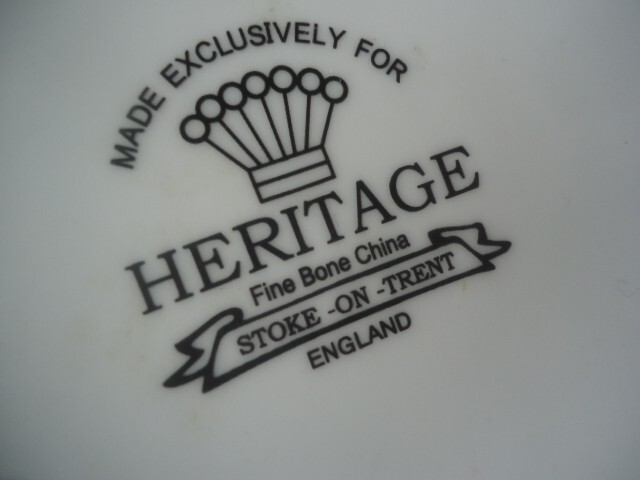 MADE EXCLUSIVELY FOR
HERITAGE
Fine Bone China
STOKE -ON -TRENT
ENGLAND